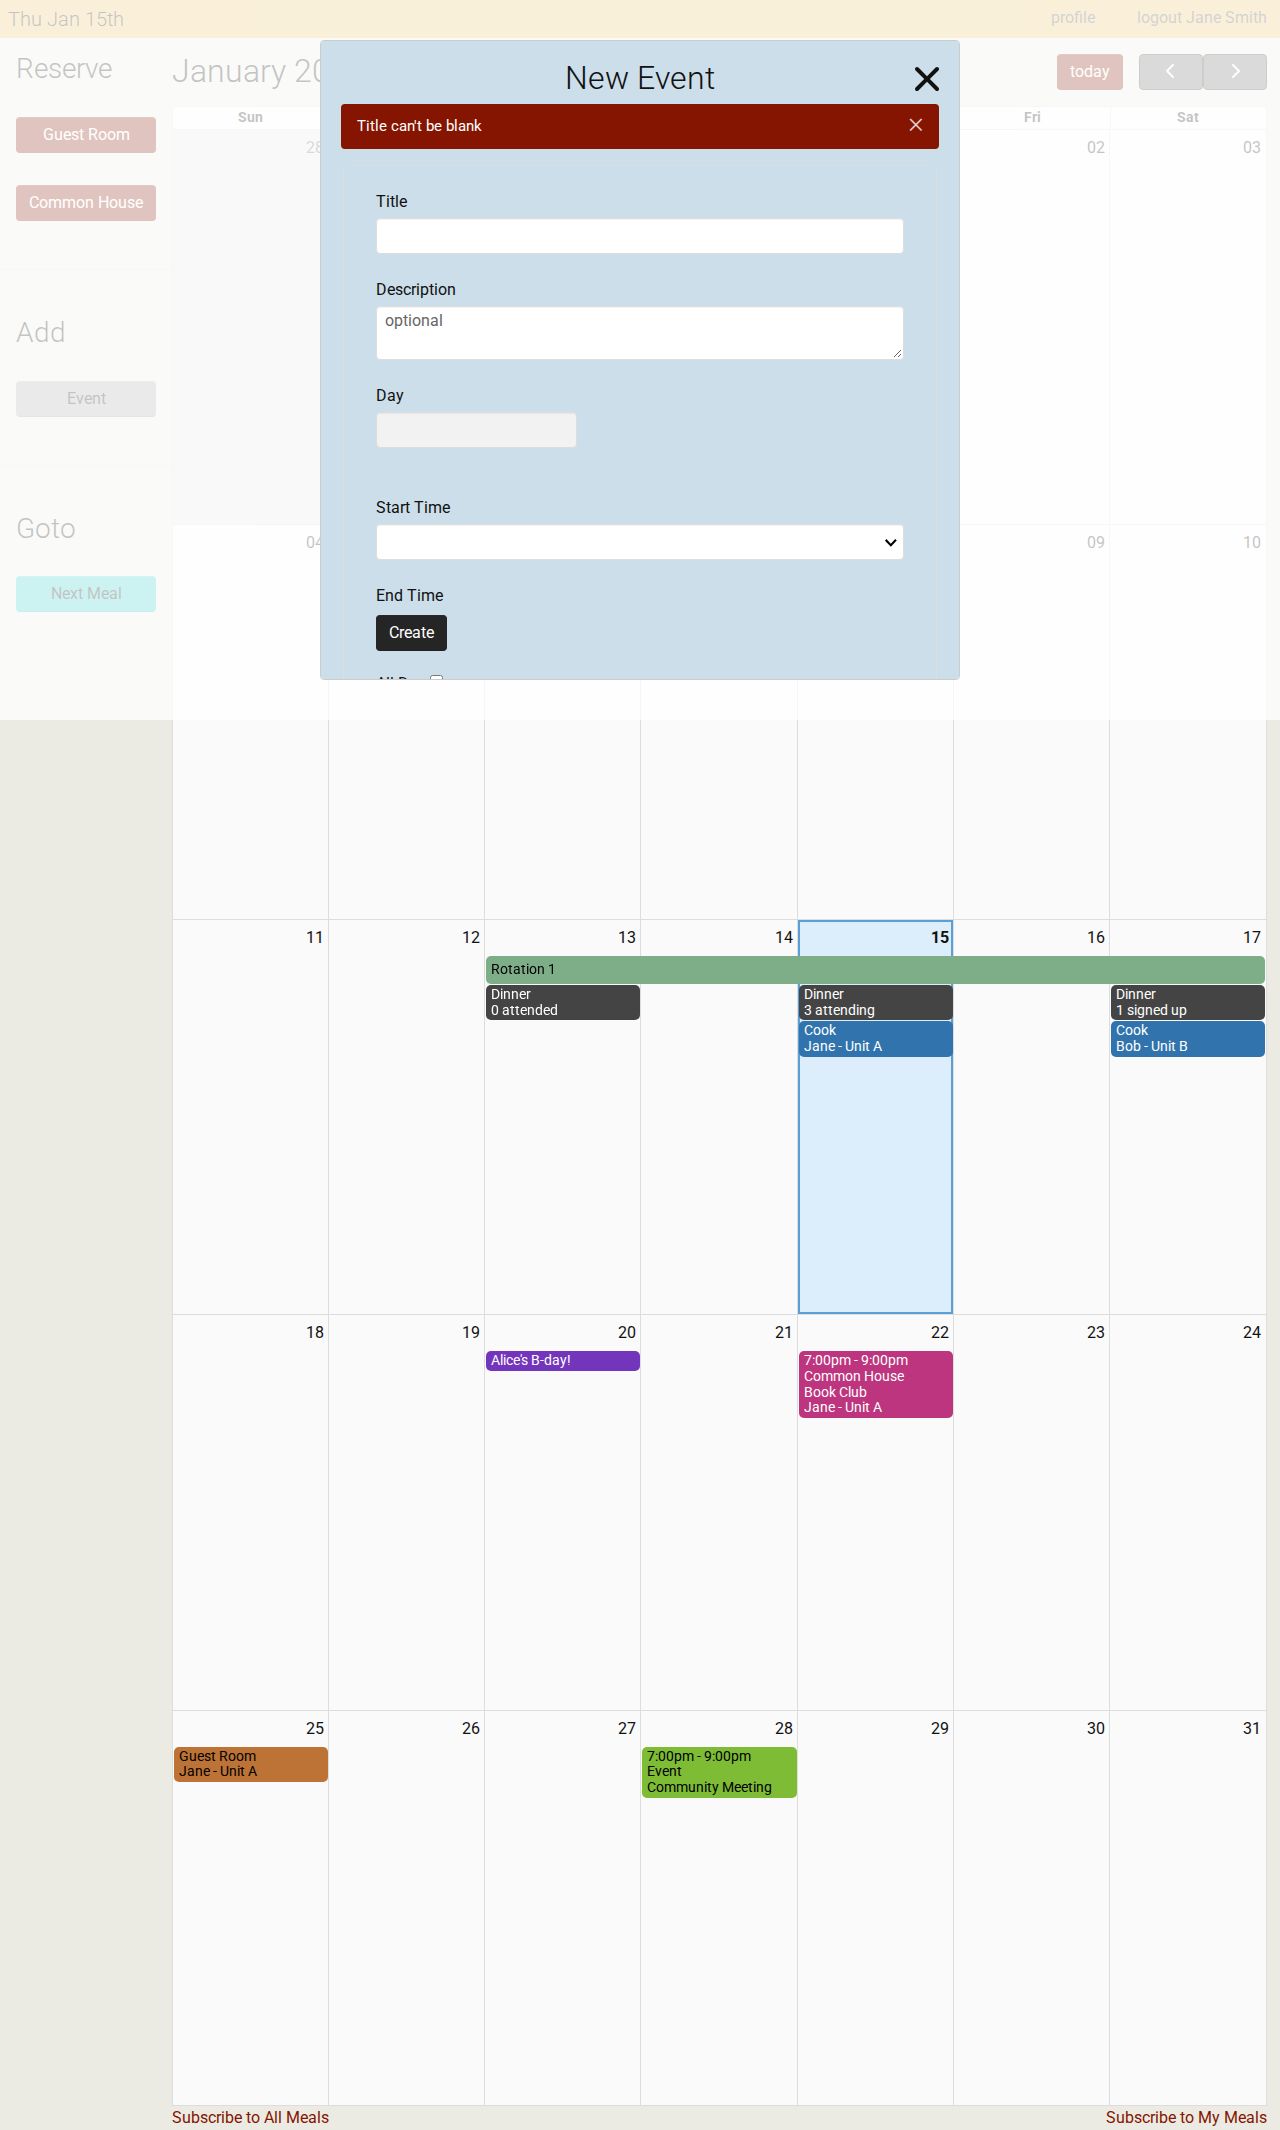 Thu Jan 15th
profile
logout Jane Smith
Reserve
Guest Room
Common House
Add
Event
Goto
Next Meal
January 20
today
New Event
Title can't be blank
Title
Description
optional
Day
Start Time
End Time
Create
Sun
Fri
Sat
28
02
03
04
09
10
11
12
13
14
15
16
17
Rotation 1
Dinner
0 attended
Dinner
3 attending
Cook
Jane - Unit A
Dinner
1 signed up
Cook
Bob - Unit B
18
19
20
21
22
23
24
Alice's B-day!
7:00pm - 9:00pm
Common House
Book Club
Jane - Unit A
25
26
27
28
29
30
31
Guest Room
Jane - Unit A
7:00pm - 9:00pm
Event
Community Meeting
Subscribe to All Meals
Subscribe to My Meals